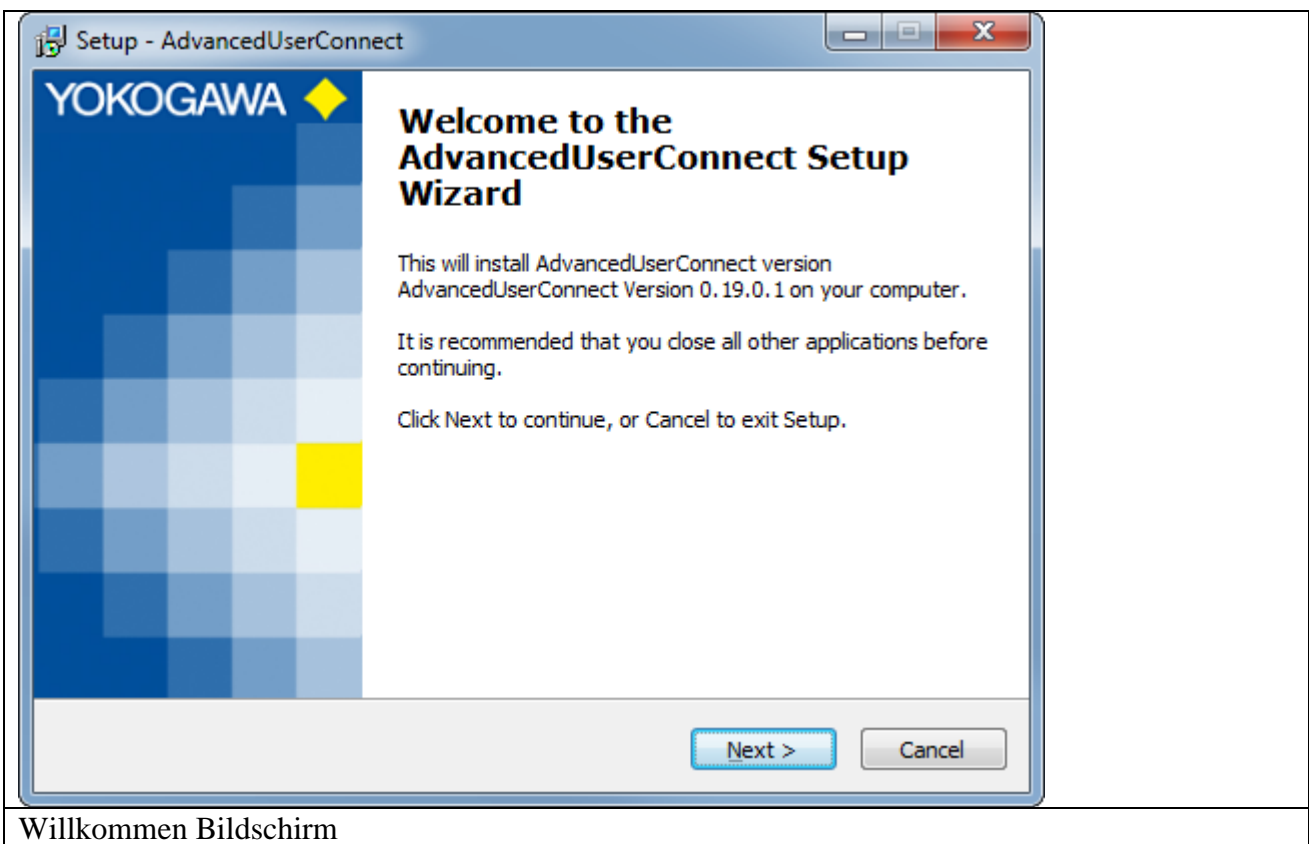 Setup - AdvancedUserConnect
YOKOGAWA
Welcome to the
AdvancedUserConnect Setup
Wizard
This will install AdvancedUserConnect version
AdvancedUserConnect Version 0.19.0.1 on your computer.
It is recommended that you close all other applications before
continuing.
Click Next to continue, or Cancel to exit Setup.
Next >
Cancel
Willkommen Bildschirm